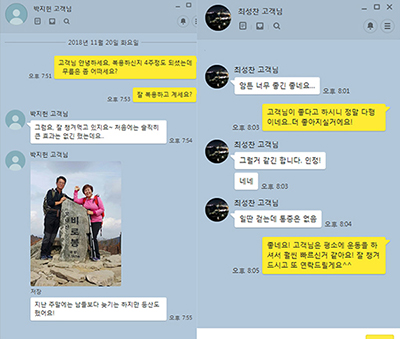 박지현 고객님
2018년 11월 20일 화요일
고객님 안녕하세요. 복용하신지 4주정도 되셨는데
무릎은 좀 어떠세요?
오후 7:51
잘 복용하고 계세요?
오후 7:53
박지현 고객님
그럼요, 잘 챙겨먹고 있지요~ 처음에는 솔직히
효과는 없긴 했는데요..
오후 7:54
박지현 고객님
비로봉
저장
지난 주말에는 남들보다 늦기는 하지만 등산도
했어요!
오후 7:55
최성찬 고객님
최성찬 고객님
암튼 너무 좋긴 좋네요...
오후 8:01
고객님이 좋다고 하시니 정말 다행
이네요..더 좋아지실거에요!
오후 8:03
최성찬 고객님
그럴거 같긴 합니다. 인정!
네네
오후 8:03
최성찬 고객님
일딴 걷는데 통증은 없음
오후 8:04
좋네요! 고객님은 평소에 운동을 하
셔서 훨씬 빠르신거 같아요! 잘 챙겨
드시고 또 연락드릴게요^^
오후 8:05